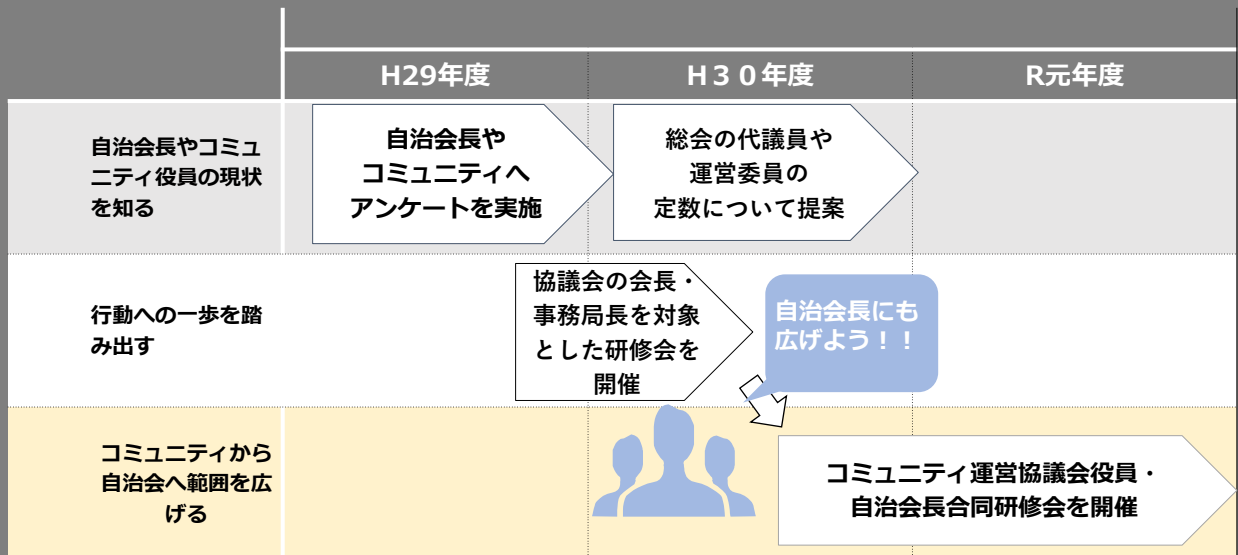 H29年度
H３０年度
R元年度
自治会長やコミュ
ニティ役員の現状
を知る
自治会長や
コミュニティへ
アンケートを実施
総会の代議員や
運営委員の
定数について提案
行動への一歩を踏
み出す
協議会の会長・
事務局長を対象
とした研修会を
開催
自治会長にも
広げよう！！
コミュニティから
自治会へ範囲を広
げる
コミュニティ運営協議会役員・
自治会長合同研修会を開催